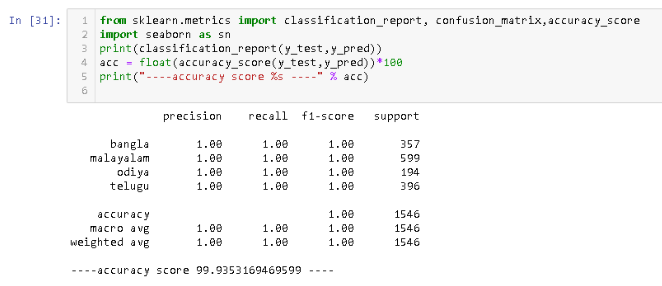 In [31]:
1 from sklearn.metrics import classification_report, confusion_matrix,accuracy_score
2 import seaborn as sn
3 print(classification_report(y_test,y_pred))
4 acc = float(accuracy_score(y_test,y_pred))*100
5 print("----accuracy score %s ----" % acc)
6
precision recall f1-score support
bangla 1.00 1.00 1.00 357
malayalam 1.00 1.00 1.00 599
odiya 1.00 1.00 1.00 194
telugu 1.00 1.00 1.00 396
accuracy 1.00 1546
macro avg 1.00 1.00 1.00 1546
weighted avg 1.00 1.00 1.00 1546
----accuracy score 99.9353169469599 ----